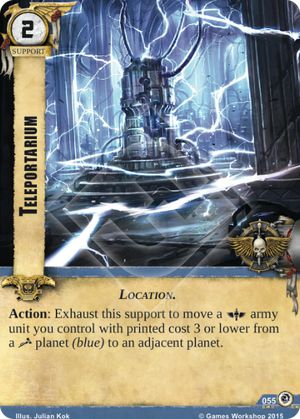 2
SUPPORT
TELEPORTARIUM
LOCATION.
Action: Exhaust this support to move a army
unit you control with printed cost 3 or lower from
a planet (blue) to an adjacent planet.
055
Illus. Julian Kok
© Games Workshop 2015